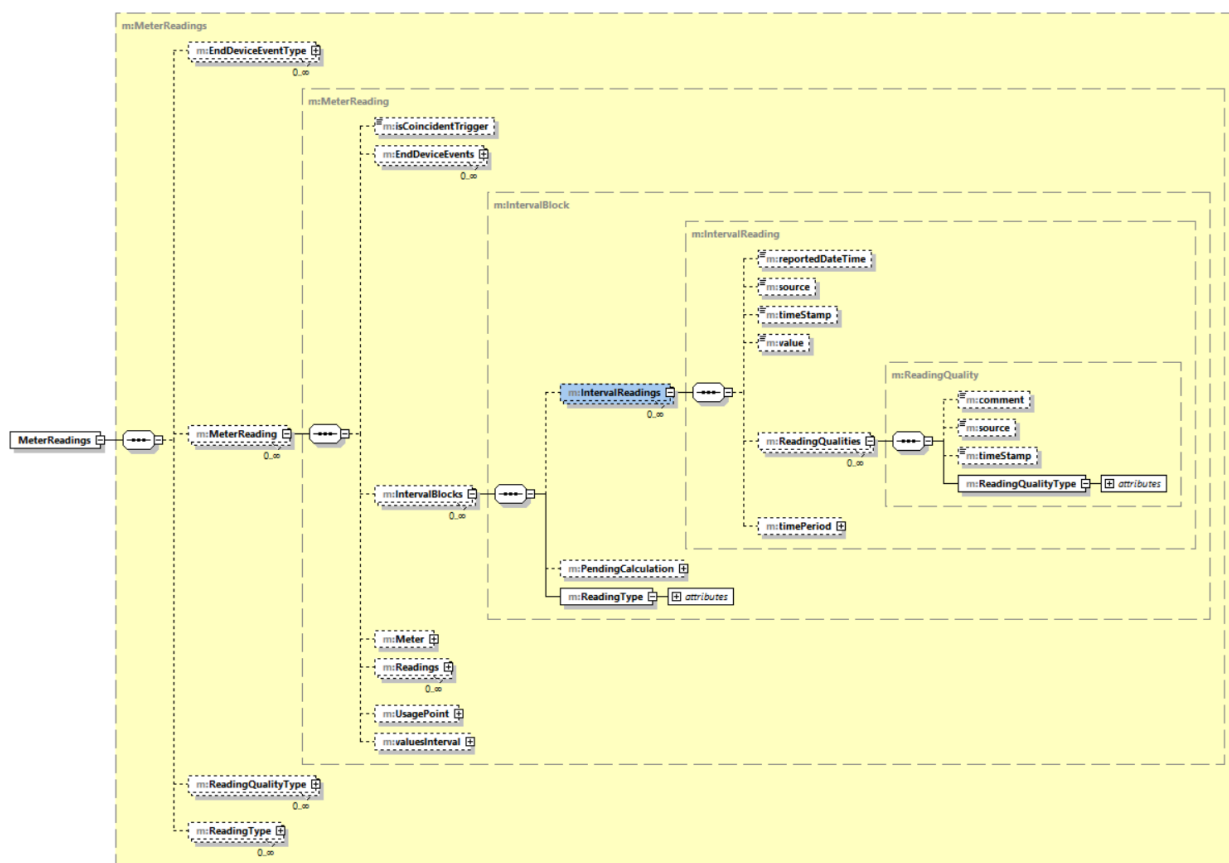 m:MeterReadings
m:EndDeviceEventType
0..∞
m:MeterReading
m:isCoincidentTrigger
m:EndDeviceEvents
0..∞
m:IntervalBlock
m:IntervalReading
m:reportedDateTime
m:source
m:timeStamp
m:value
m:ReadingQuality
m:IntervalReadings
0..∞
m:comment
m:source
m:timeStamp
m:ReadingQualityType attributes
MeterReadings
m:MeterReading
0..∞
m:ReadingQualities
0..∞
m:IntervalBlocks
0..∞
m:timePeriod
m:PendingCalculation
m:ReadingType attributes
m:Meter
m:Readings
0..∞
m:UsagePoint
m:valuesInterval
m:ReadingQualityType
0..∞
m:ReadingType
0..∞